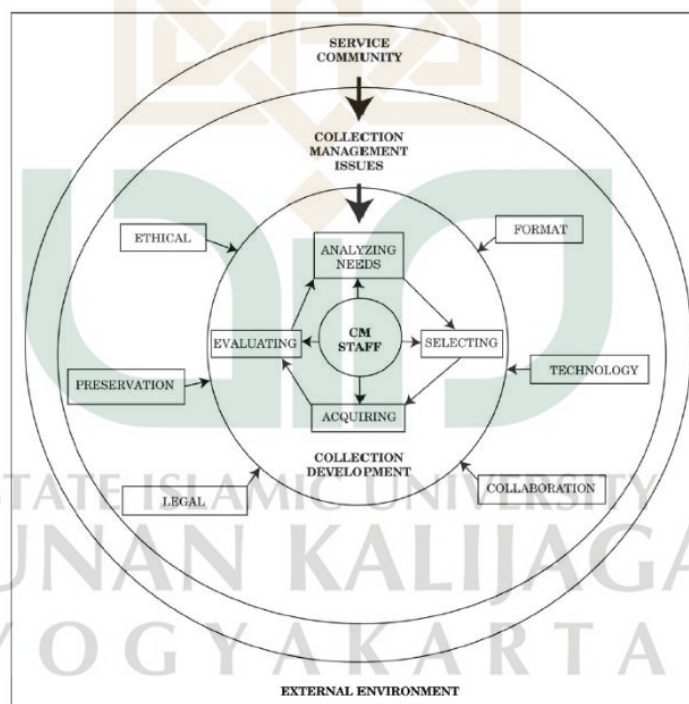 SERVICE
COMMUNITY
COLLECTION
MANAGEMENT
ISSUES
ETHICAL
FORMAT
ANALYZING
NEEDS
EVALUATING
CM
STAFF
SELECTING
PRESERVATION
TECHNOLOGY
ACQUIRING
COLLECTION
DEVELOPMENT
LEGAL
COLLABORATION
STATE ISLAMIC UNIVERSITY
SUNAN KALIJAGA
YOGYAKARTA
EXTERNAL ENVIRONMENT